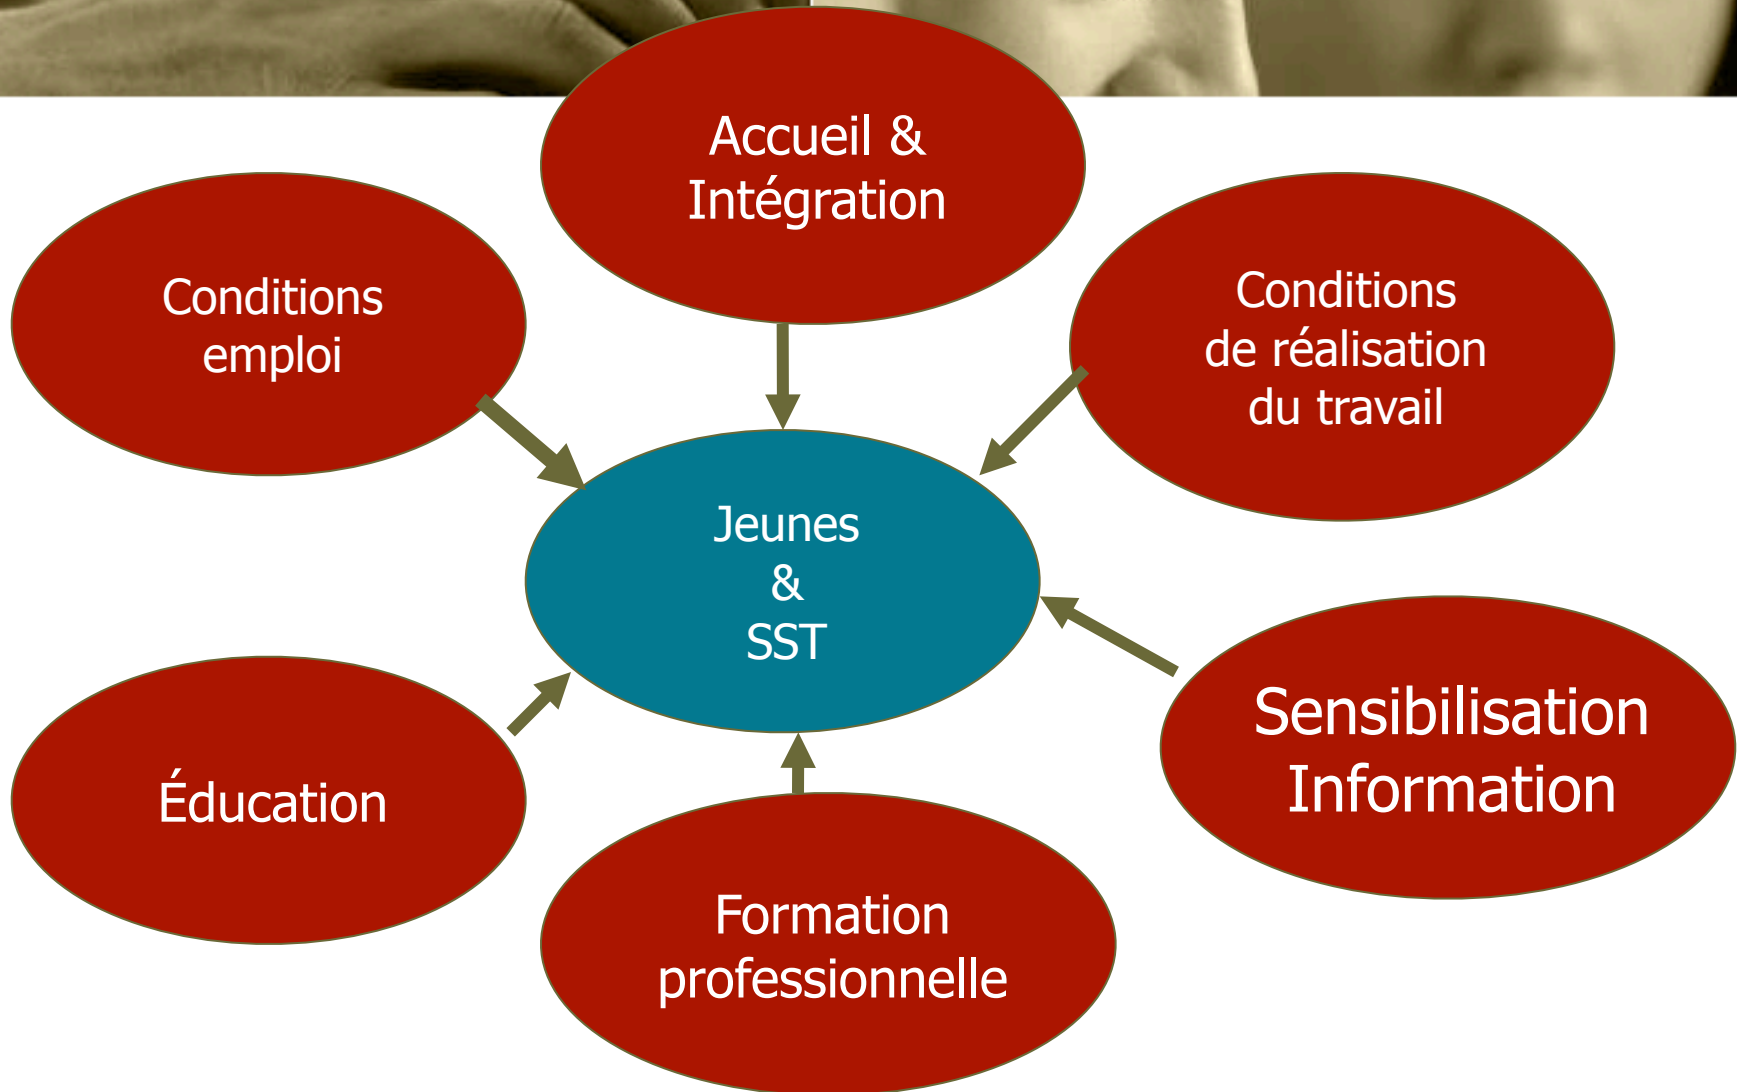 Accueil &
Intégration
Conditions
emploi
Conditions
de réalisation
du travail
Jeunes
&
SST
Sensibilisation
Information
Éducation
Formation
professionnelle